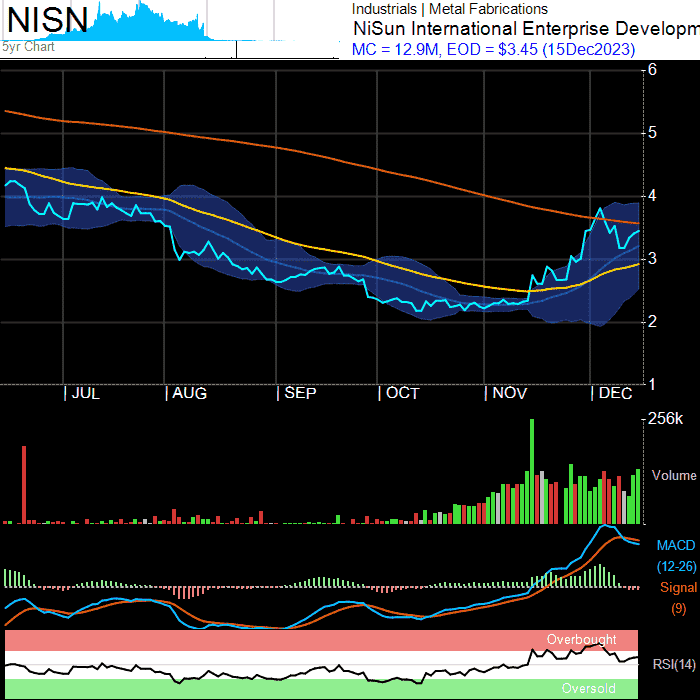 NISN
5yr Chart
Industrials | Metal Fabrications
NiSun International Enterprise Developm
MC = 12.9M, EOD = $3.45 (15Dec2023)
6
5
4
3
2
1
| JUL | AUG | SEP | OCT | NOV | DEC
256k
Volume
MACD
(12-26)
Signal
(9)
Overbought
RSI(14)
Oversold